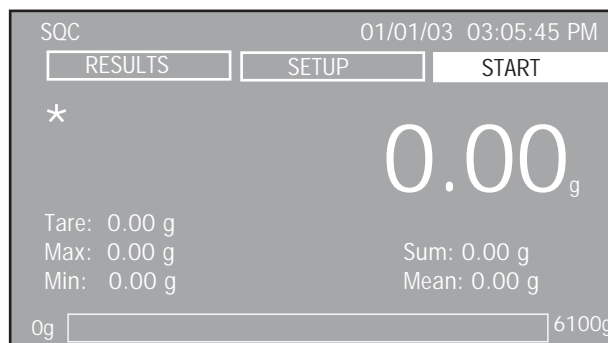 SQC 01/01/03 03:05:45 PM
RESULTS SETUP START
*
0.00g
Tare: 0.00 g
Max: 0.00 g Sum: 0.00 g
Min: 0.00 g Mean: 0.00 g
0g 6100g